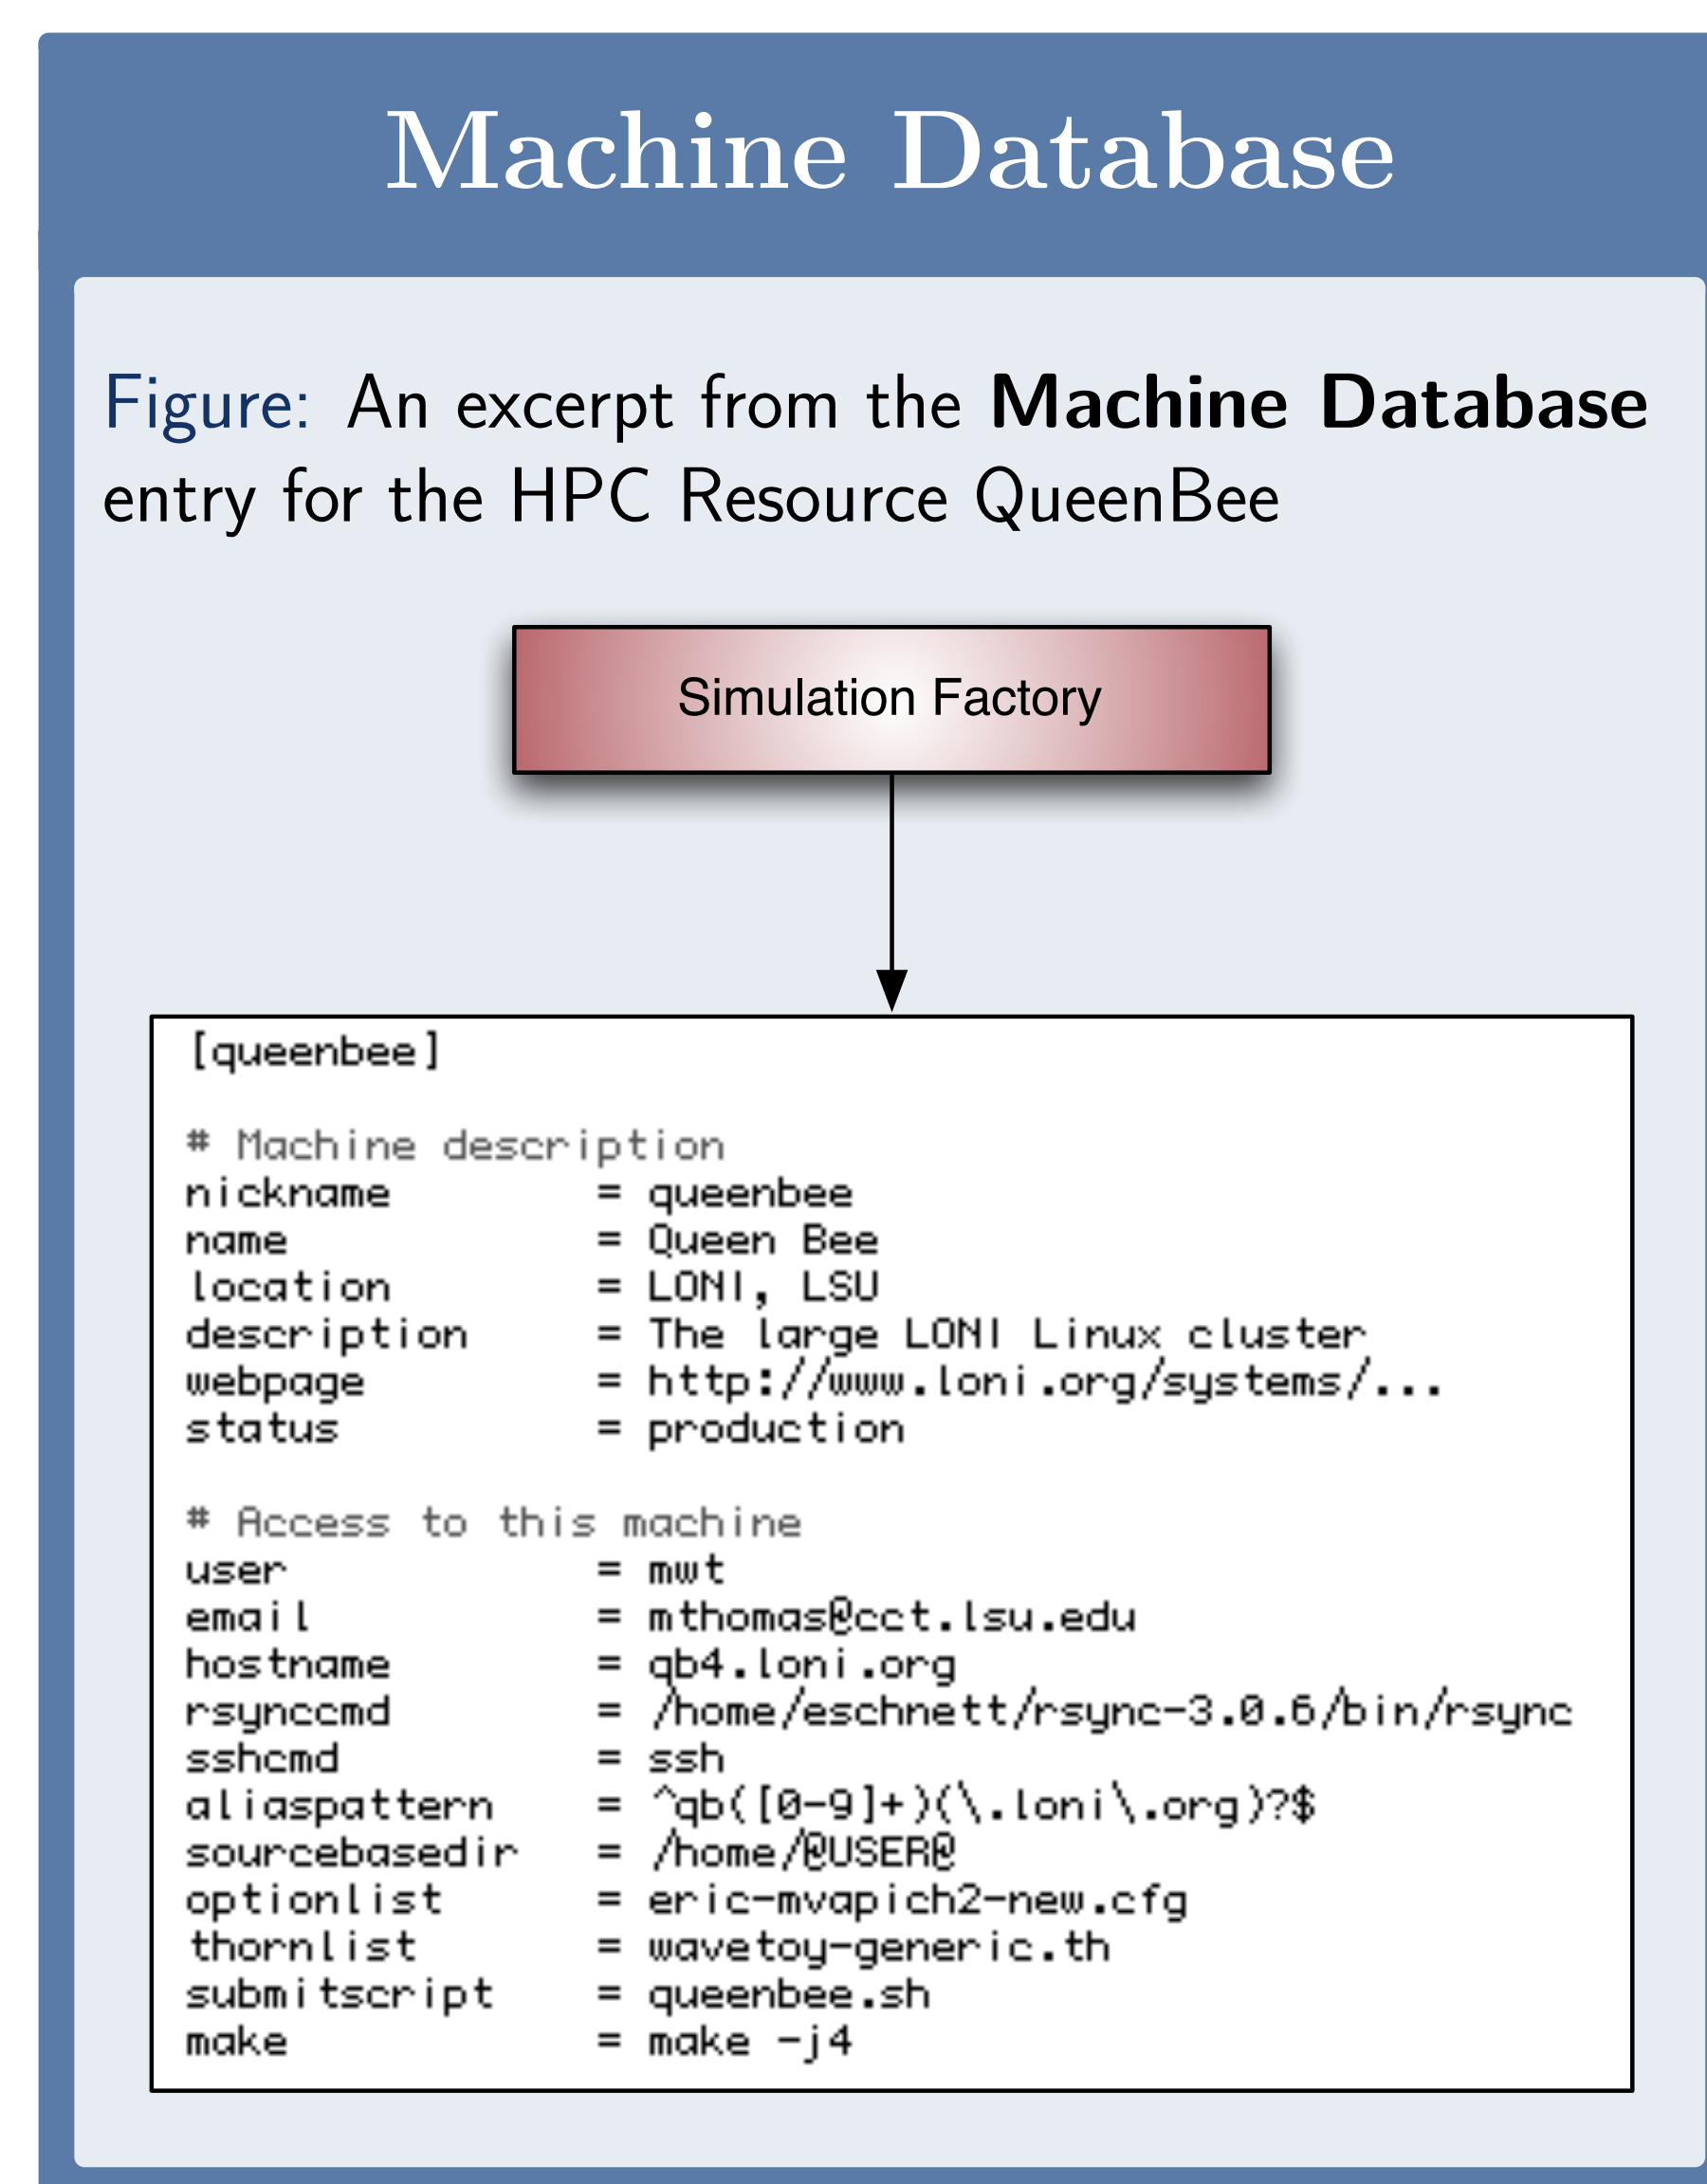 Machine Database
Figure: An excerpt from the Machine Database
entry for the HPC Resource QueenBee
Simulation Factory
[queenbee]
# Machine description
nickname = queenbee
name = Queen Bee
location = LONI, LSU
description = The large LONI Linux cluster
webpage = http://www.loni.org/systems/...
status = production
# Access to this machine
user = mwt
email = mthomas@cct.lsu.edu
hostname = qb4.loni.org
rsynccmd = /home/eschnett/rsync-3.0.6/bin/rsync
sshcmd = ssh
aliaspattern = ^qb([0-9]+)(\.loni\.org)?$
sourcebasedir = /home/@USER@
optionlist = eric-mvapich2-new.cfg
thornlist = wavetoy-generic.th
submitscript = queenbee.sh
make = make -j4